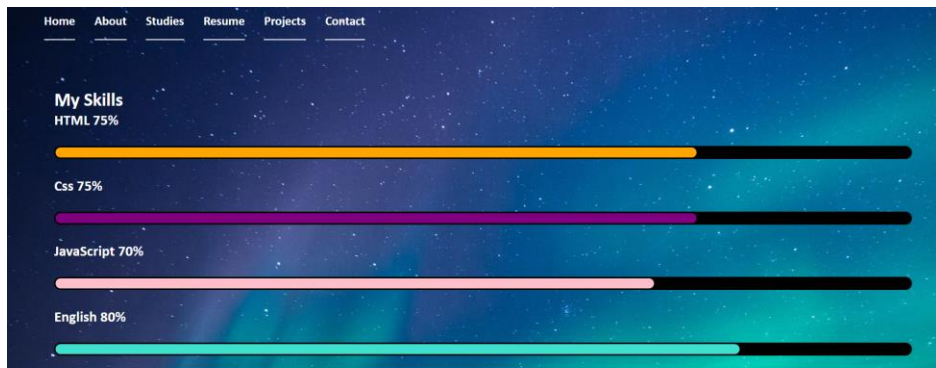 Home About Studies Resume Projects Contact
My Skills
HTML 75%
Css 75%
JavaScript 70%
English 80%